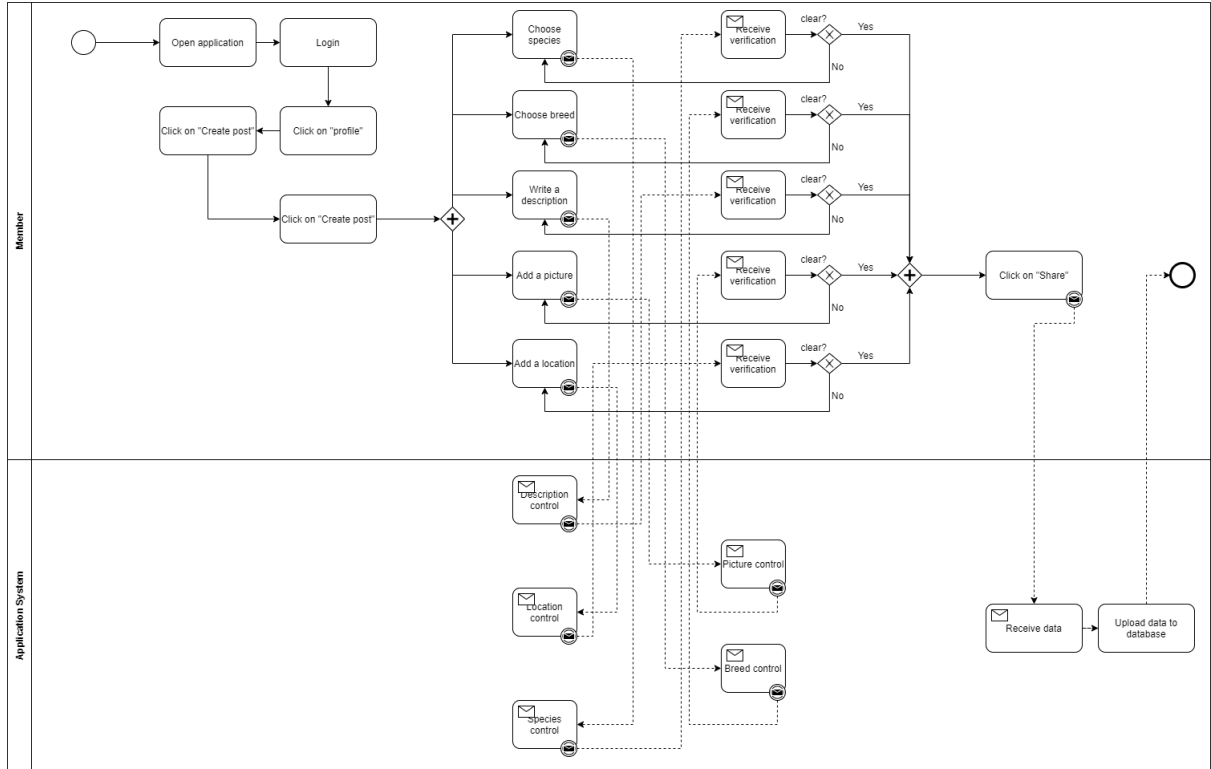 Member
Open application
Login
Click on "Create post"
Click on "profile"
Click on "Create post"
Choose
species
Receive
verification
clear?
Yes
No
Choose breed
Receive
verification
clear?
Yes
No
Write a
description
Receive
verification
clear?
Yes
No
Add a picture
Receive
verification
clear?
Yes
No
Add a location
Receive
verification
clear?
Yes
No
Click on "Share"
Application System
Description
control
Picture control
Location
control
Receive data
Upload data to
database
Breed control
Species
control